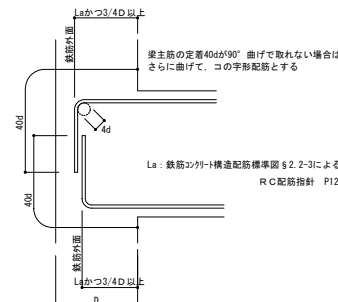 Laかつ3/4D以上
鉄筋外面
梁主筋の定着40dが90°曲げで取れない場合は
さらに曲げて、コの字形配筋とする
40d
4d
La：鉄筋ｺﾝｸﾘｰﾄ構造配筋標準図§2.2-3による
RC配筋指針 P12
40d
鉄筋外面
Laかつ3/4D以上
D